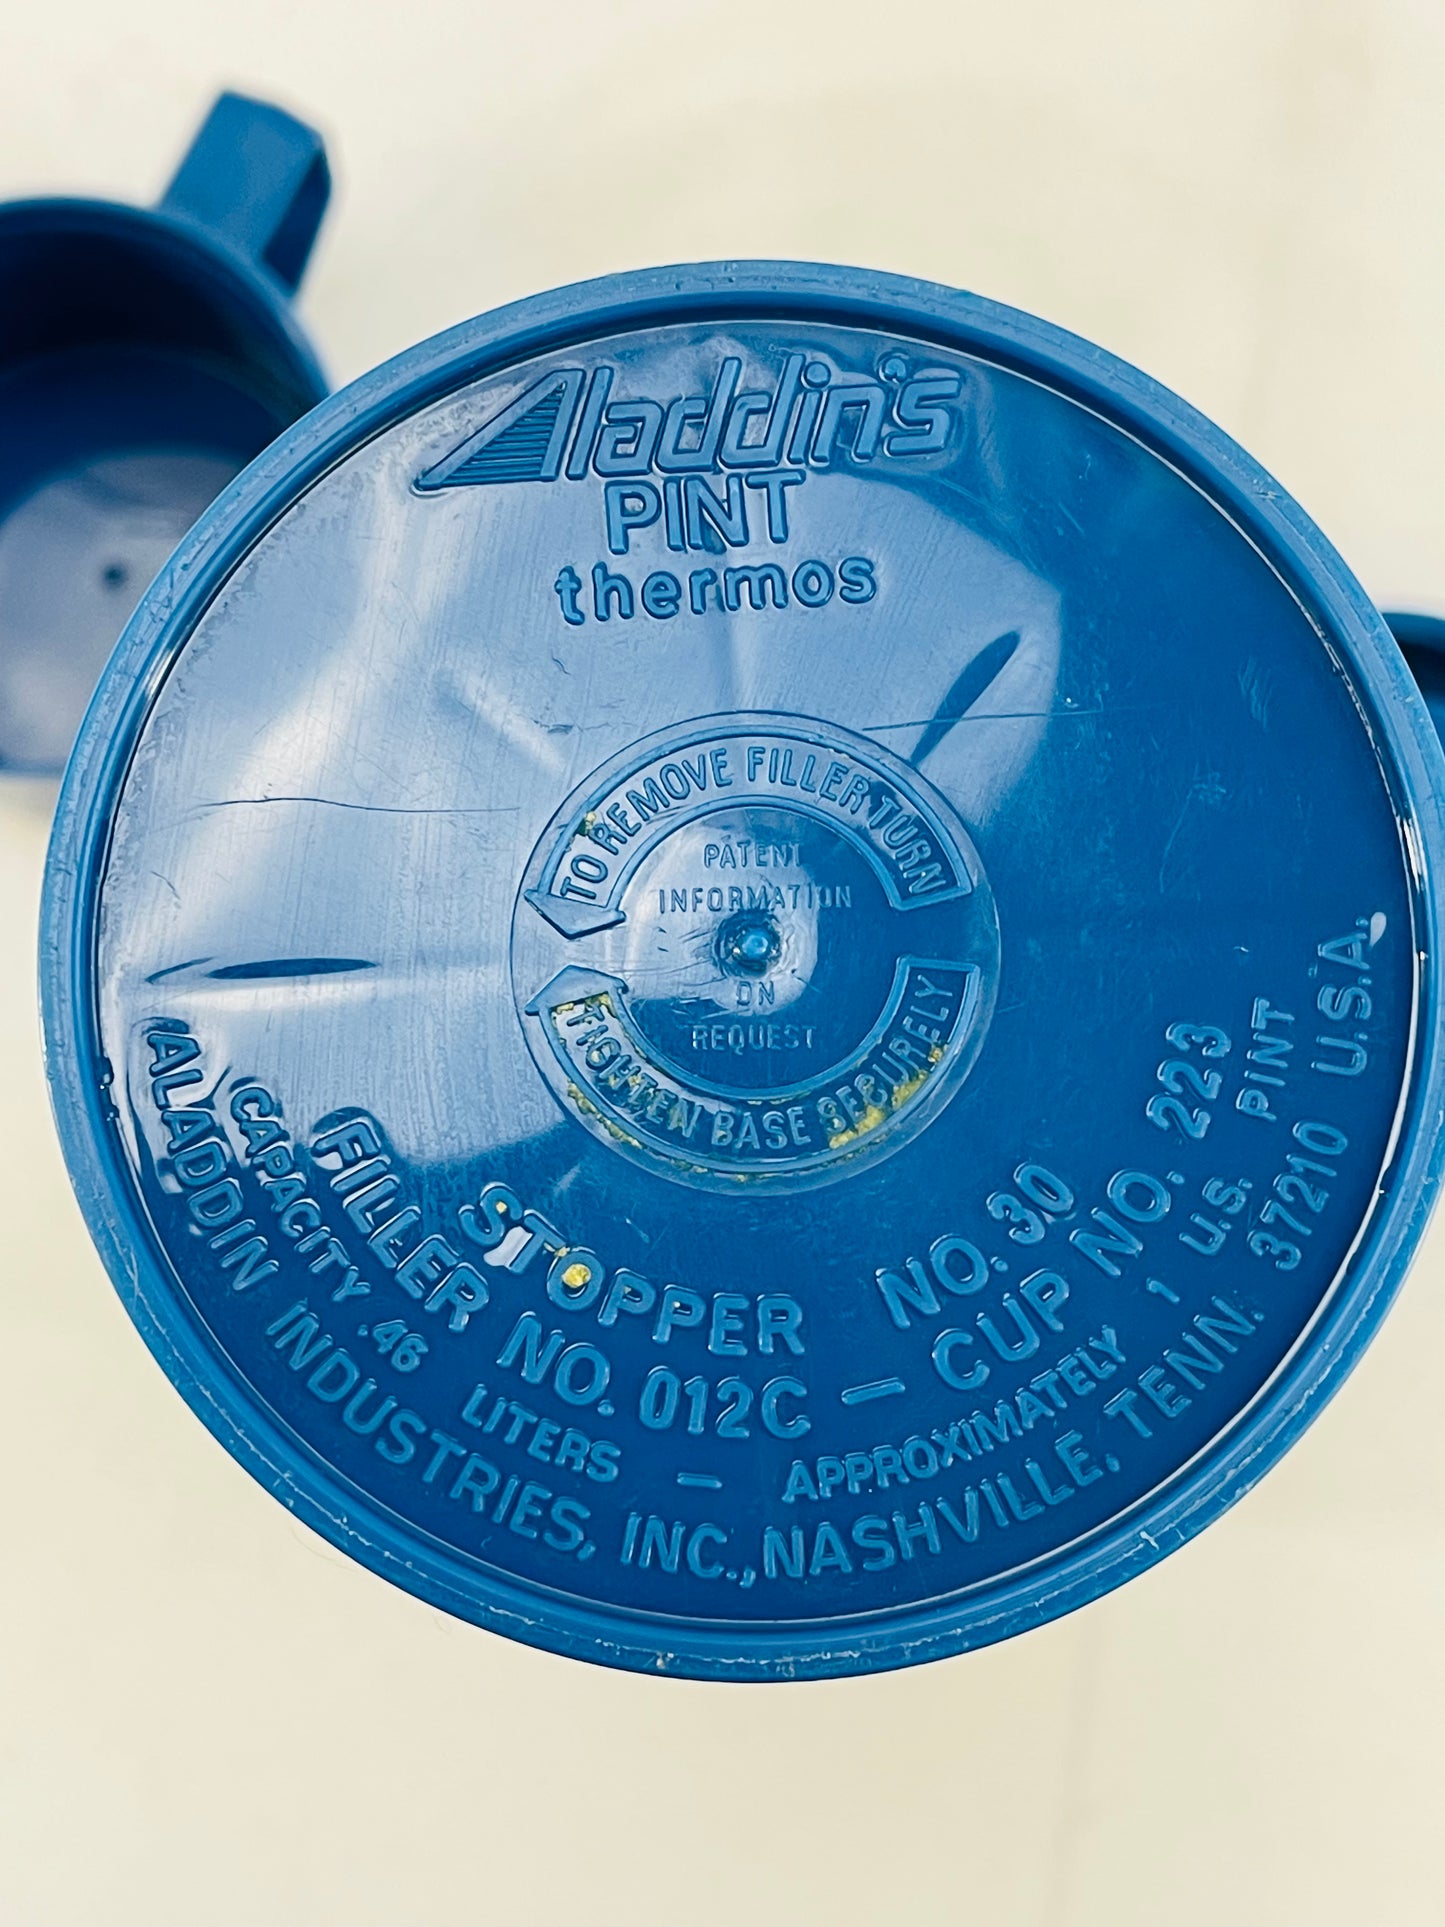 Aladdin's
PINT
thermos
TO REMOVE FILLER TURN
PATENT
INFORMATION
ON
REQUEST
TIGHTEN BASE SECURELY
STOPPER NO. 30
FILLER NO. 012C – CUP NO. 223
CAPACITY .46 LITERS – APPROXIMATELY 1 U.S. PINT
ALADDIN INDUSTRIES, INC., NASHVILLE, TENN. 37210 U.S.A.